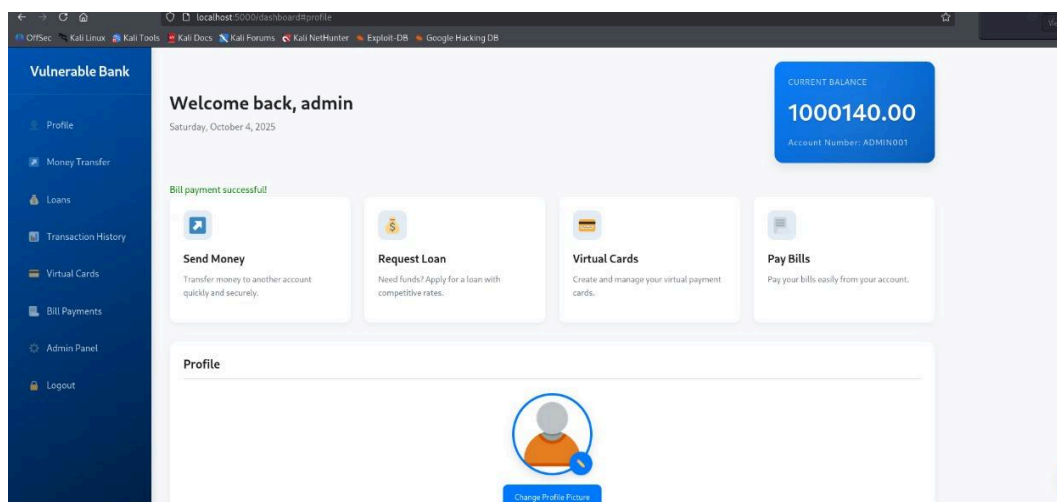 localhost:5000/dashboard#profile
OffSec Kali Linux Kali Tools Kali Docs Kali Forums Kali NetHunter Exploit-DB Google Hacking DB
Vulnerable Bank
Profile
Money Transfer
Loans
Transaction History
Virtual Cards
Bill Payments
Admin Panel
Logout
Welcome back, admin
Saturday, October 4, 2025
CURRENT BALANCE
1000140.00
Account Number: ADMIN001
Bill payment successful!
Send Money
Transfer money to another account
quickly and securely.
Request Loan
Need funds? Apply for a loan with
competitive rates.
Virtual Cards
Create and manage your virtual payment
cards.
Pay Bills
Pay your bills easily from your account.
Profile
Change Profile Picture